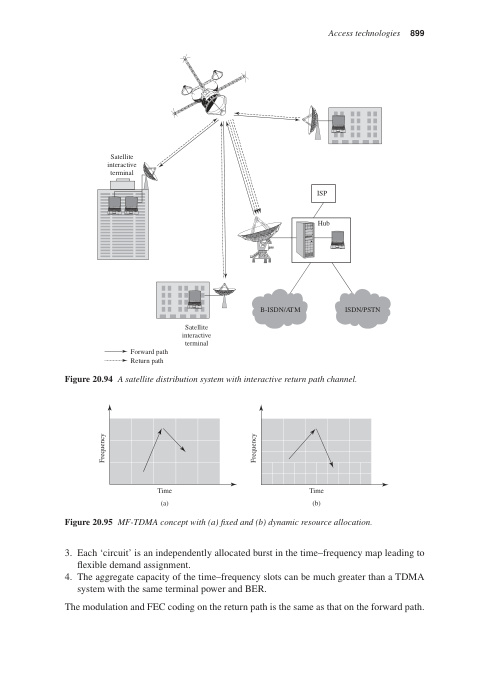 Access technologies 899
Satellite
interactive
terminal
ISP
Hub
B-ISDN/ATM
ISDN/PSTN
Satellite
interactive
terminal
Forward path
Return path
Figure 20.94 A satellite distribution system with interactive return path channel.
Frequency
Time
(a)
Frequency
Time
(b)
Figure 20.95 MF-TDMA concept with (a) fixed and (b) dynamic resource allocation.
3. Each ‘circuit’ is an independently allocated burst in the time–frequency map leading to
flexible demand assignment.
4. The aggregate capacity of the time–frequency slots can be much greater than a TDMA
system with the same terminal power and BER.
The modulation and FEC coding on the return path is the same as that on the forward path.